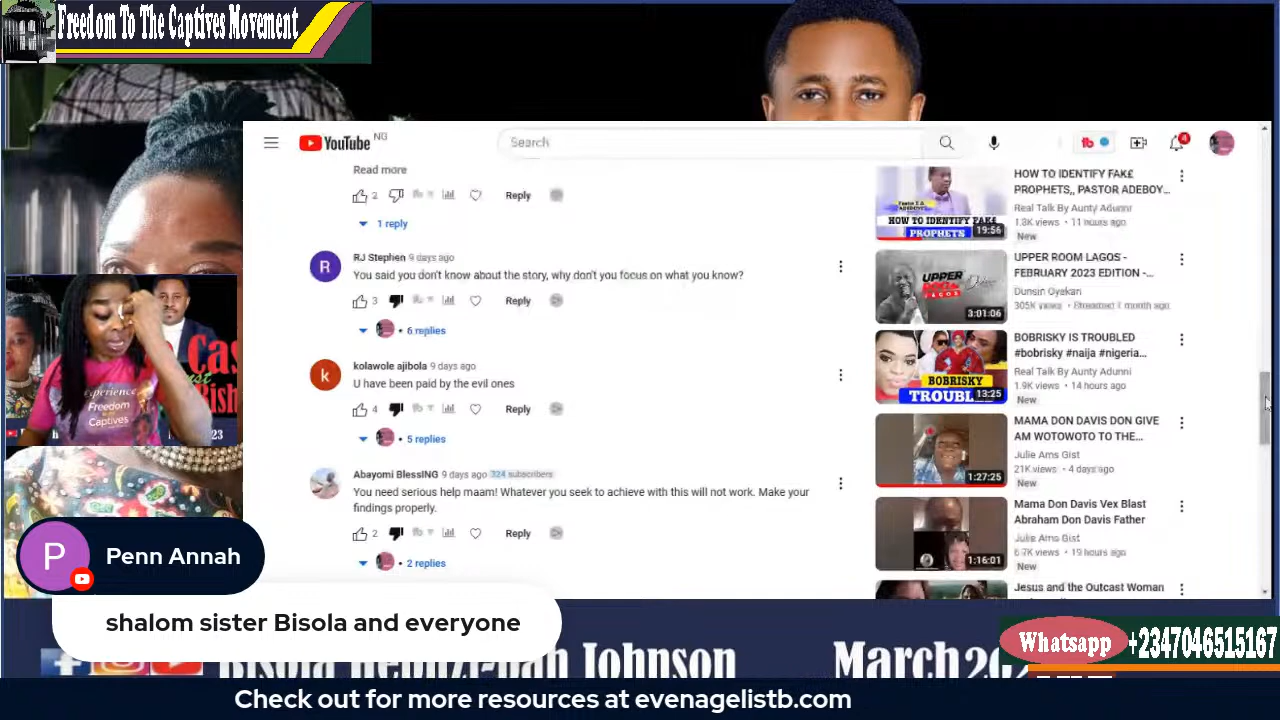 Freedom To The Captives Movement
YouTube NG
Search
4
Read more
2
Reply
1 reply
RJ Stephen 9 days ago
You said you don't know about the story, why don't you focus on what you know?
3
Reply
6 replies
kolawole ajibola 9 days ago
U have been paid by the evil ones
4
Reply
5 replies
Abayomi BlessING 9 days ago 324 subscribers
You need serious help maam! Whatever you seek to achieve with this will not work. Make your
findings properly.
2
Reply
2 replies
HOW TO IDENTIFY FAK£
PROPHETS,, PASTOR ADEBOY...
Real Talk By Aunty Adunni
1.3K views • 11 hours ago
New
HOW TO IDENTIFY FAK£
PROPHETS
19:56
UPPER ROOM LAGOS -
FEBRUARY 2023 EDITION -...
Dunsin Oyekan
305K views • Streamed 1 month ago
UPPER
ROOM
LAGOS
3:01:06
BOBRISKY IS TROUBLED
#bobrisky #naija #nigeria...
Real Talk By Aunty Adunni
1.9K views • 14 hours ago
New
BOBRISKY
TROUBL
13:25
MAMA DON DAVIS DON GIVE
AM WOTOWOTO TO THE...
Julie Ams Gist
21K views • 4 days ago
New
1:27:25
Mama Don Davis Vex Blast
Abraham Don Davis Father
Julie Ams Gist
6.7K views • 19 hours ago
New
1:16:01
Jesus and the Outcast Woman
experience
Freedom
Captives
Cas
P
Penn Annah
shalom sister Bisola and everyone
Johnson
March
Whatsapp +2347046515167
Check out for more resources at evenagelistb.com